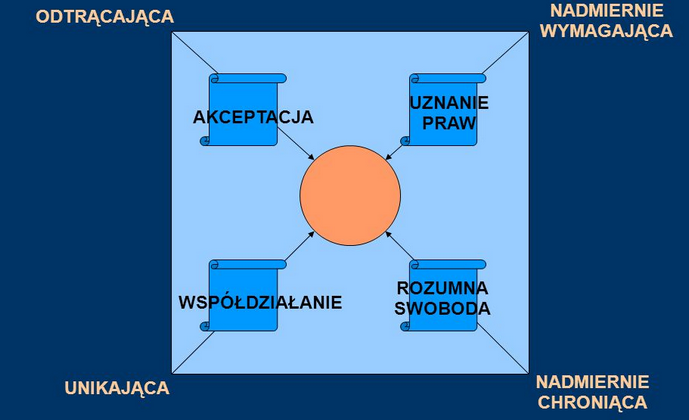 ODTRĄCAJĄCA
NADMIERNIE
WYMAGAJĄCA
AKCEPTACJA
UZNANIE
PRAW
WSPÓŁDZIAŁANIE
ROZUMNA
SWOBODA
UNIKAJĄCA
NADMIERNIE
CHRONIĄCA